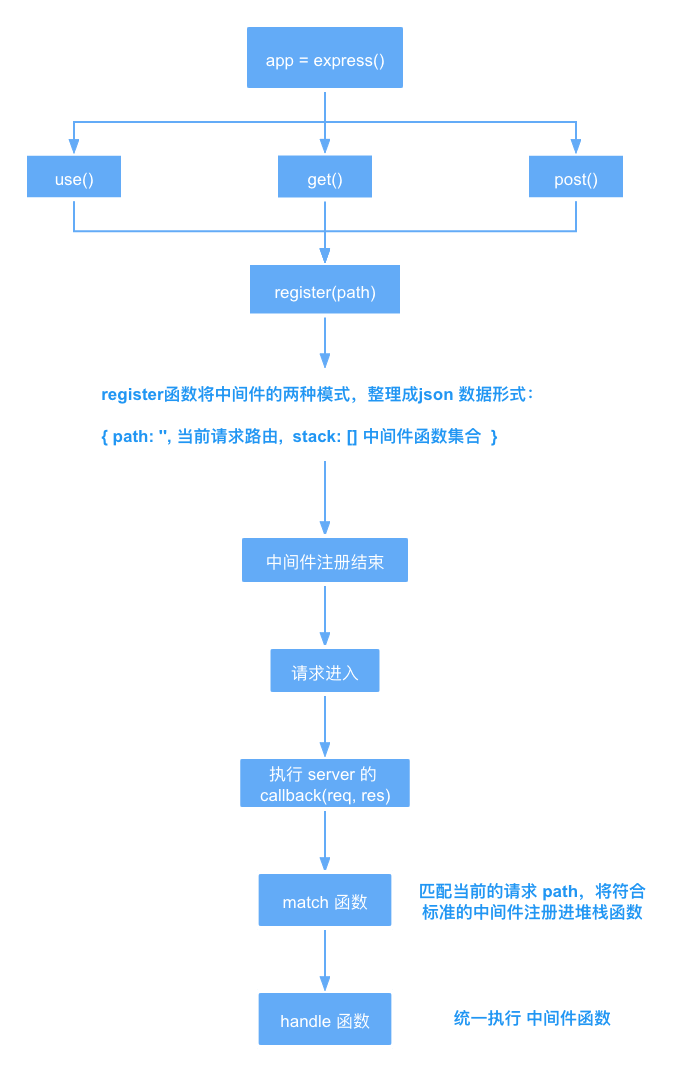 app = express()
use()
get()
post()
register(path)
register函数将中间件的两种模式，整理成json 数据形式：
{ path: '', 当前请求路由,  stack: [] 中间件函数集合  }
中间件注册结束
请求进入
执行 server 的
callback(req, res)
match 函数
匹配当前的请求 path，将符合
标准的中间件注册进堆栈函数
handle 函数
统一执行 中间件函数